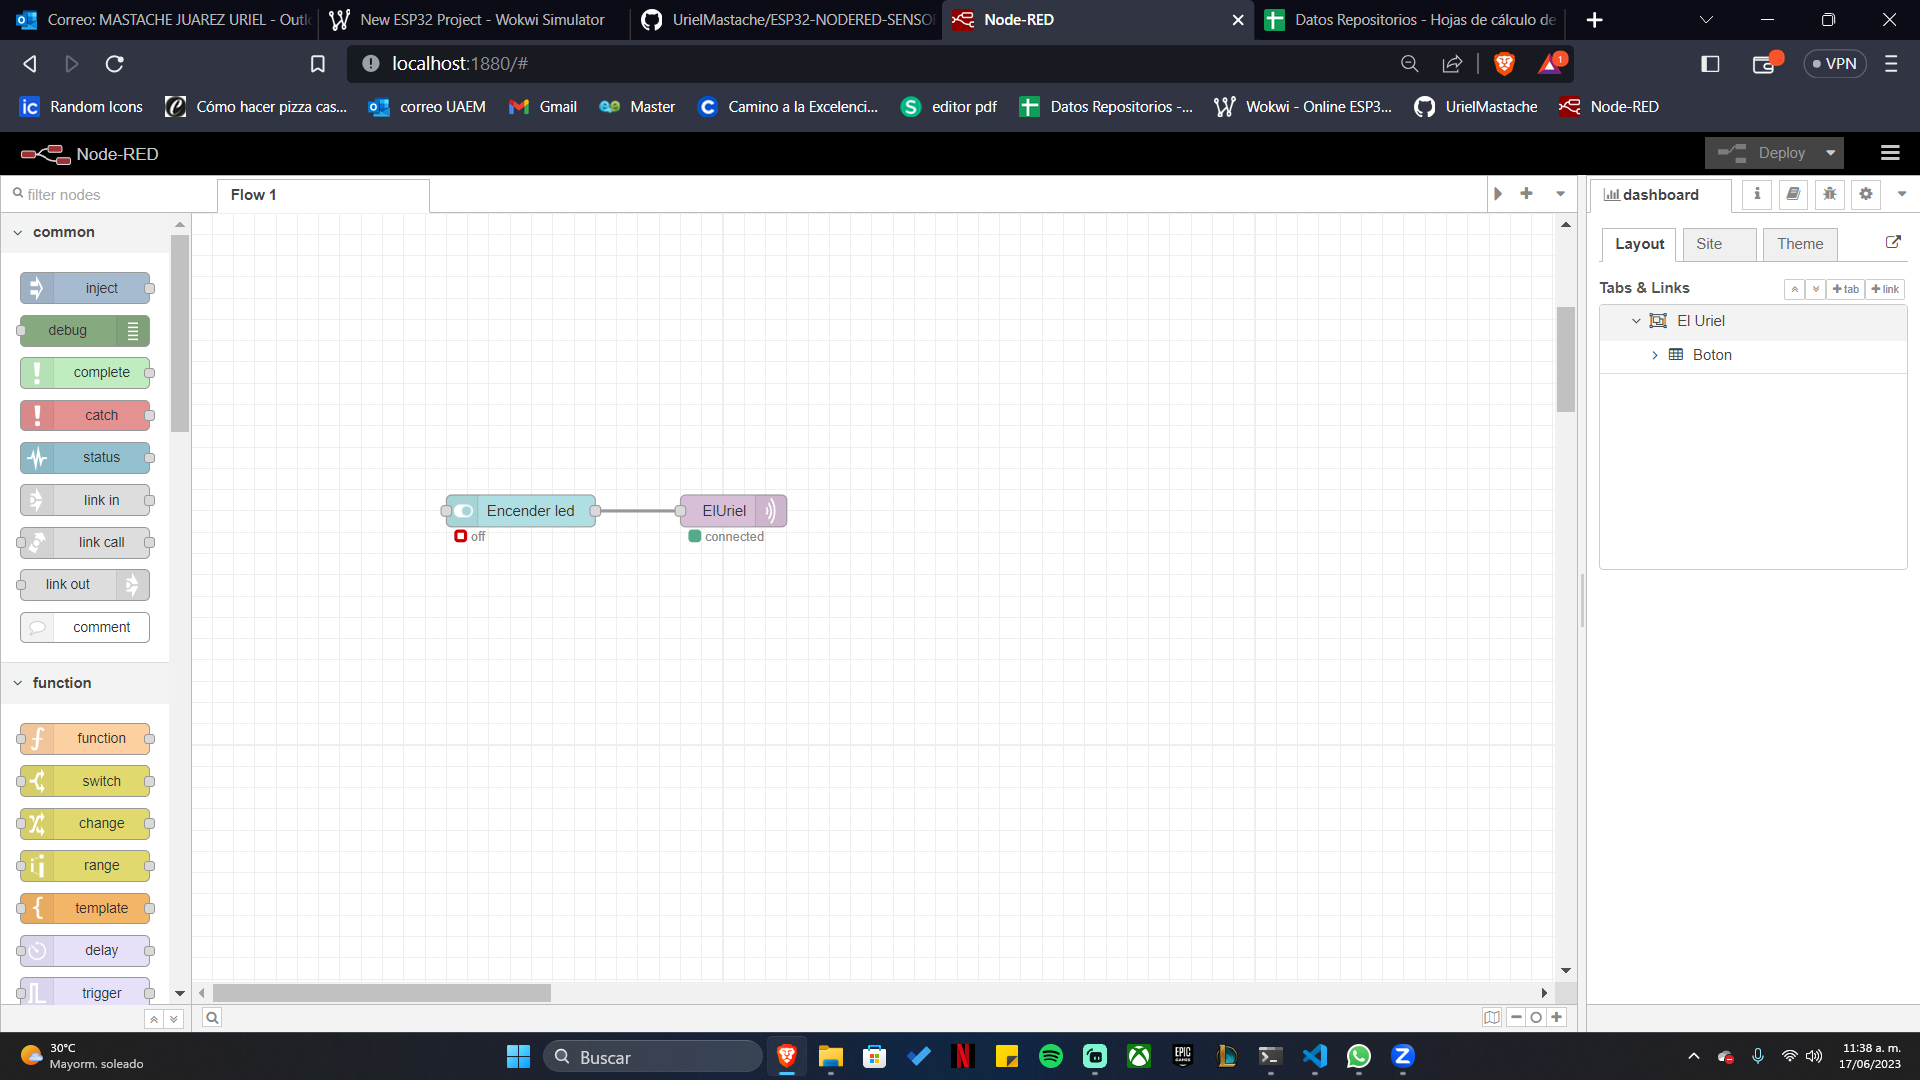 Correo: MASTACHE JUAREZ URIEL - Outl
New ESP32 Project - Wokwi Simulator
UrielMastache/ESP32-NODERED-SENSO
Node-RED
Datos Repositorios - Hojas de cálculo de
localhost:1880/#
1
VPN
Random Icons
Cómo hacer pizza cas...
correo UAEM
Gmail
Master
Camino a la Excelenci...
editor pdf
Datos Repositorios -...
Wokwi - Online ESP3...
UrielMastache
Node-RED
Node-RED
Deploy
filter nodes
Flow 1
dashboard
common
Layout
Site
Theme
inject
Tabs & Links
tab
link
debug
El Uriel
Boton
complete
catch
status
link in
Encender led
ElUriel
off
connected
link call
link out
comment
function
function
switch
change
range
template
delay
trigger
30°C
Mayorm. soleado
Buscar
EPIC
GAMES
11:38 a. m.
17/06/2023